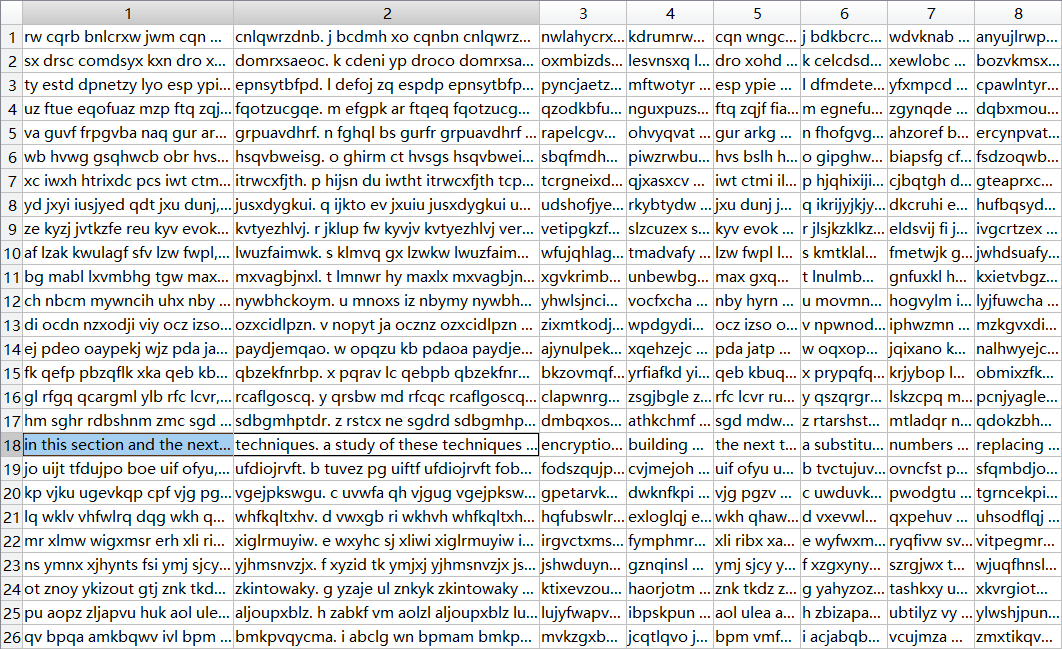 1 2 3 4 5 6 7 8
1 rw cqrb bnlcrxw jwm cqn ... cnlqwrzdnb. j bcdmh xo cqnbn cnlqwrz... nwlahycrx... kdrumrw... cqn wngc... j bdkbcrc... wdvknab ... anyujlrwp...
2 sx drsc comdsyx kxn dro x... domrxsaeoc. k cdeni yp droco domrxsa... oxmbizds... lesvnsxq l... dro xohd ... k celcdsd... xewlobc ... bozvkmsx...
3 ty estd dpnetzy lyo esp ypi... epnsytbfpd. l defoj zq espdp epnsytbf... pyncjaetz... mftwotyr ... esp ypie ... l dfmdete... yfxmpcd ... cpawlntyr...
4 uz ftue eqofuaz mzp ftq zqj... fqotzucgqe. m efgpk ar ftqeq fqotzucg... qzodkbfu... nguxpuzs... ftq zqjf fia... m egnefu... zgynqde ... dqbxmou...
5 va guvf frpgvba naq gur ar... grpuavdhrf. n fghql bs gurfr grpuavdhrf ... rapelcgv... ohvyqvat ... gur arkg ... n fhofgvg... ahzoref b... ercynpvat...
6 wb hvwg gsqhwcb obr hvs... hsqvbweisg. o ghirm ct hvsgs hsqvbwei... sbqfmdh... piwzrwbu... hvs bslh h... o gipghw... biapsfg cf... fsdzoqwb...
7 xc iwxh htrixdc pcs iwt ctm... itrwcxfjth. p hijsn du iwtht itrwcxfjth tcp... tcrgneixd... qjxasxcv ... iwt ctmi il... p hjqhixiji... cjbqtgh d... gteaprxc...
8 yd jxyi iusjyed qdt jxu dunj,... jusxdygkui. q ijkto ev jxuiu jusxdygkui u... udshofjye... rkybtydw ... jxu dunj j... q ikrijyjkjy... dkcruhi e... hufbqsyd...
9 ze kyzj jvtkzfe reu kyv evok... kvtyezhlvj. r jklup fw kyvjv kvtyezhlvj ver... vetipgkzf... slzcuzex s... kyv evok ... r jlsjkzklkz... eldsvij fi j... ivgcrtzex ...
10 af lzak kwulagf sfv lzw fwpl,... lwuzfaimwk. s klmvq gx lzwkw lwuzfaim... wfujqhlag... tmadvafy ... lzw fwpl l... s kmtklal... fmetwjk g... jwhdsuafy...
11 bg mabl lxvmbhg tgw max... mxvagbjnxl. t lmnwr hy maxlx mxvagbjn... xgvkrimb... unbewbg... max gxq... t lnulmb... gnfuxkl h... kxietvbgz...
12 ch nbcm mywncih uhx nby ... nywbhckoym. u mnoxs iz nbymy nywbh... yhwlsjnci... vocfxcha ... nby hyrn ... u movmn... hogvylm i... lyjfuwcha ...
13 di ocdn nzxodji viy ocz izso... ozxcidlpzn. v nopyt ja ocznz ozxcidlpzn ... zixmtkodj... wpdgydi... ocz izso o... v npwnod... iphwzmn ... mzkgvxdi...
14 ej pdeo oaypekj wjz pda ja... paydjemqao. w opqzu kb pdaoa paydje... ajynulpek... xqehzejc ... pda jatp ... w oqxop... jqixano k... nalhwyejc...
15 fk qefp pbzqflk xka qeb kb... qbzekfnrbp. x pqrav lc qebpb qbzekfnr... bkzovmqf... yrfiafkd yi... qeb kbuq... x prypqfq... krjybop l... obmixzfk...
16 gl rfgq qcargml ylb rfc lcvr,... rcaflgoscq. y qrsbw md rfcqc rcaflgoscq ... clapwnrg... zsgjbgle z... rfc lcvr ru... y qszqrgr... lskzcpq m... pcnjyagle...
17 hm sghr rdbshnm zmc sgd ... sdbgmhptdr. z rstcx ne sgdrd sdbgmhp... dmbqxos... athkchmf ... sgd mdw... z rtarshst... mtladqr n... qdokzbh...
18 in this section and the next... techniques. a study of these techniques ... encryptio... building ... the next t... a substitu... numbers ... replacing ...
19 jo uijt tfdujpo boe uif ofyu,... ufdiojrvft. b tuvez pg uiftf ufdiojrvft fob... fodszqujp... cvjmejoh ... uif ofyu u... b tvctujuv... ovncfst p... sfqmbdjo...
20 kp vjku ugevkqp cpf vjg pg... vgejpkswgu. c uvwfa qh vjgug vgejpksw... gpetarvk... dwknfkpi ... vjg pgzv ... c uwduvk... pwodgtu ... tgrncekpi...
21 lq wklv vhfwlrq dqg wkh q... whfkqltxhv. d vwxgb ri wkhvh whfkqltxh... hqfubswlr... exloglqj e... wkh qhaw... d vxevwl... qxpehuv ... uhsodflqj ...
22 mr xlmw wigxmsr erh xli ri... xiglrmuyiw. e wxyhc sj xliwi xiglrmuyiw i... irgvctxms... fymphmr... xli ribx xa... e wyfwxm... ryqfivw sv... vitpegmr...
23 ns ymnx xjhynts fsi ymj sjcy... yjhmsnvzjx. f xyzid tk ymjxj yjhmsnvzjx js... jshwduyn... gznqinsl ... ymj sjcy y... f xzgxyny... szrgjwx t... wjuqfhnsl...
24 ot znoy ykizout gtj znk tkd... zkintowaky. g yzaje ul znkyk zkintowaky ... ktixevzou... haorjotm ... znk tkdz z... g yahyzoz... tashkxy u... xkvrgiot...
25 pu aopz zljapvu huk aol ule... aljoupxblz. h zabkf vm aolzl aljoupxblz lu... lujyfwapv... ibpskpun ... aol ulea a... h zbizapa... ubtilyz vy ... ylwshjpun...
26 qv bpqa amkbqwv ivl bpm ... bmkpvqycma. i abclg wn bpmam bmkp... mvkzgxb... jcqtlqvo j... bpm vmf... i acjabqb... vcujmza ... zmxtikqv...